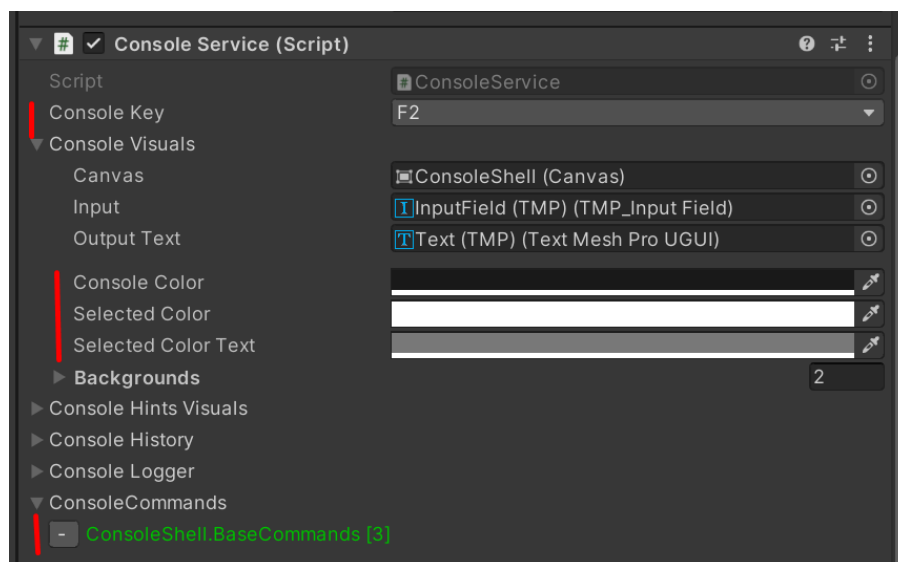 # Console Service (Script)
Script # ConsoleService
Console Key F2
Console Visuals
Canvas ConsoleShell (Canvas)
Input InputField (TMP) (TMP_Input Field)
Output Text Text (TMP) (Text Mesh Pro UGUI)
Console Color
Selected Color
Selected Color Text
Backgrounds 2
Console Hints Visuals
Console History
Console Logger
ConsoleCommands
- ConsoleShell.BaseCommands [3]